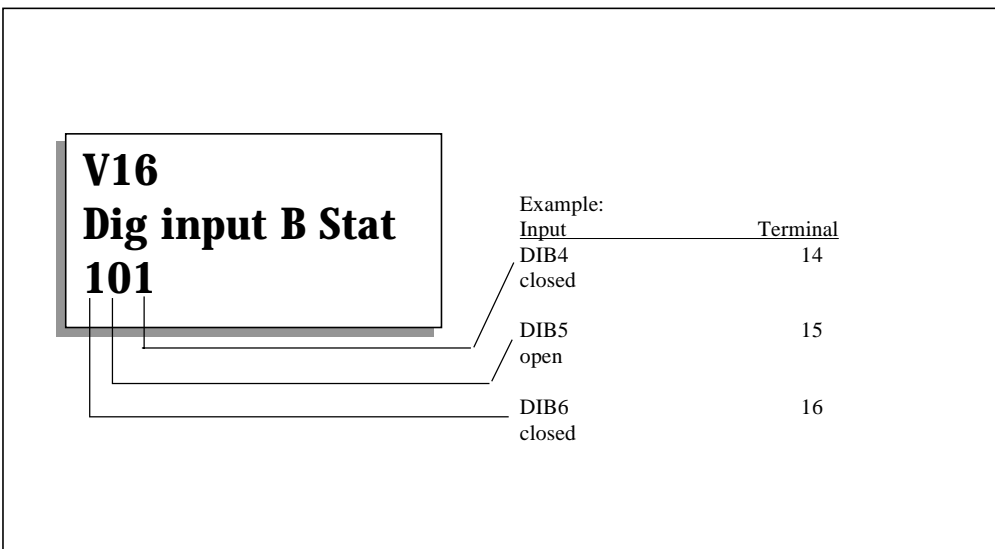 V16
Dig input B Stat
101
Example:
Input Terminal
DIB4 14
closed
DIB5 15
open
DIB6 16
closed